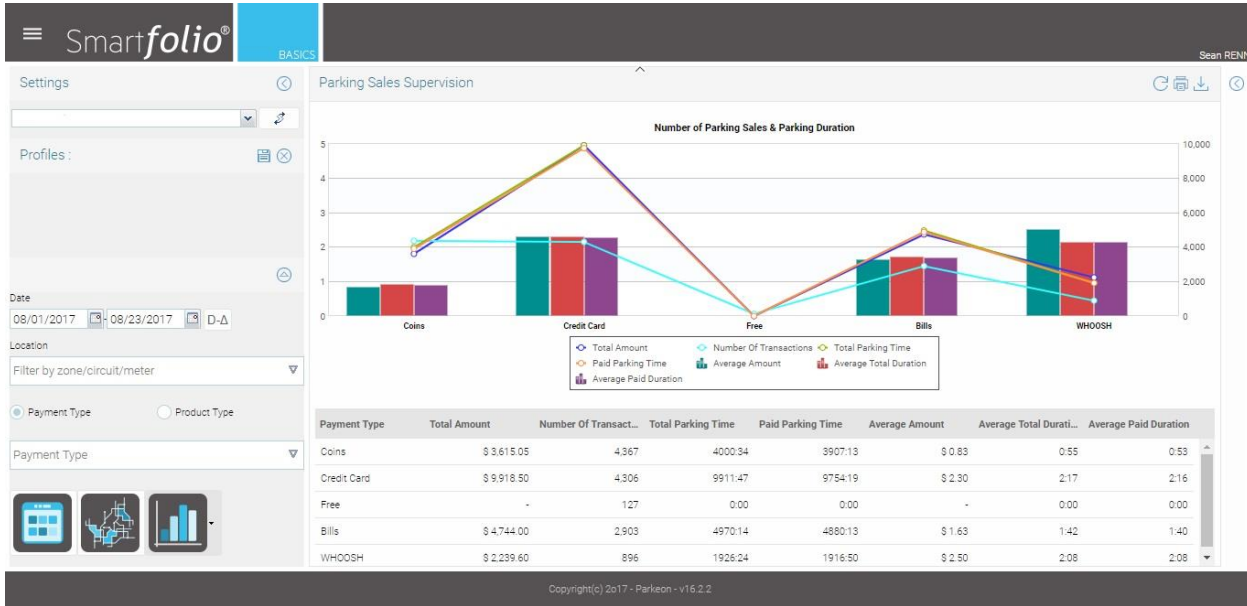 Smartfolio®
BASICS
Sean RENN
Settings
Parking Sales Supervision
Profiles :
Date
08/01/2017 - 08/23/2017 D-Δ
Location
Filter by zone/circuit/meter
Payment Type Product Type
Payment Type
Number of Parking Sales & Parking Duration
5 10,000
4 8,000
3 6,000
2 4,000
1 2,000
0 0
Coins Credit Card Free Bills WHOOSH
Total Amount Number Of Transactions Total Parking Time
Paid Parking Time Average Amount Average Total Duration
Average Paid Duration
Payment Type Total Amount Number Of Transact... Total Parking Time Paid Parking Time Average Amount Average Total Durati... Average Paid Duration
Coins $ 3,615.05 4,367 4000:34 3907:13 $ 0.83 0:55 0:53
Credit Card $ 9,918.50 4,306 9911:47 9754:19 $ 2.30 2:17 2:16
Free - 127 0:00 0:00 - 0:00 0:00
Bills $ 4,744.00 2,903 4970:14 4880:13 $ 1.63 1:42 1:40
WHOOSH $ 2,239.60 896 1926:24 1916:50 $ 2.50 2:08 2:08
Copyright(c) 2o17 - Parkeon - v16.2.2